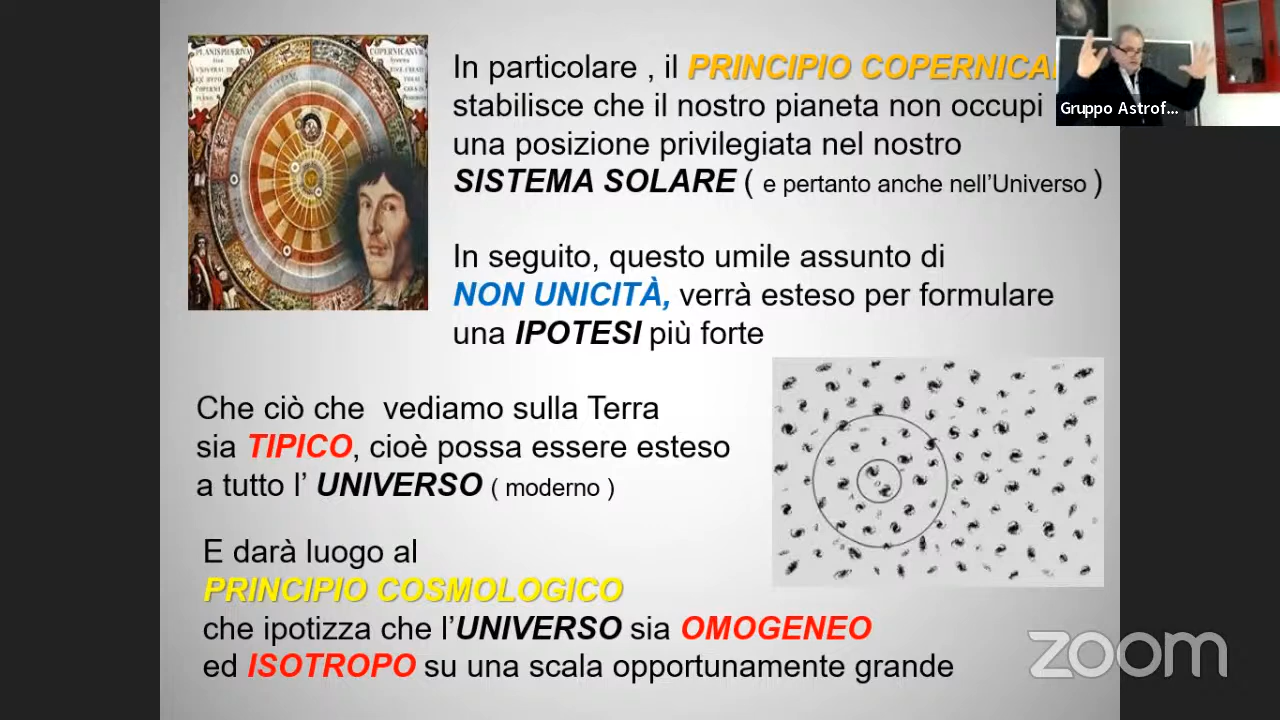 In particolare , il PRINCIPIO COPERNICA
stabilisce che il nostro pianeta non occupi
una posizione privilegiata nel nostro
SISTEMA SOLARE ( e pertanto anche nell'Universo )
In seguito, questo umile assunto di
NON UNICITÀ, verrà esteso per formulare
una IPOTESI più forte
Che ciò che vediamo sulla Terra
sia TIPICO, cioè possa essere esteso
a tutto l' UNIVERSO ( moderno )
E darà luogo al
PRINCIPIO COSMOLOGICO
che ipotizza che l'UNIVERSO sia OMOGENEO
ed ISOTROPO su una scala opportunamente grande
Gruppo Astrof...
zoom